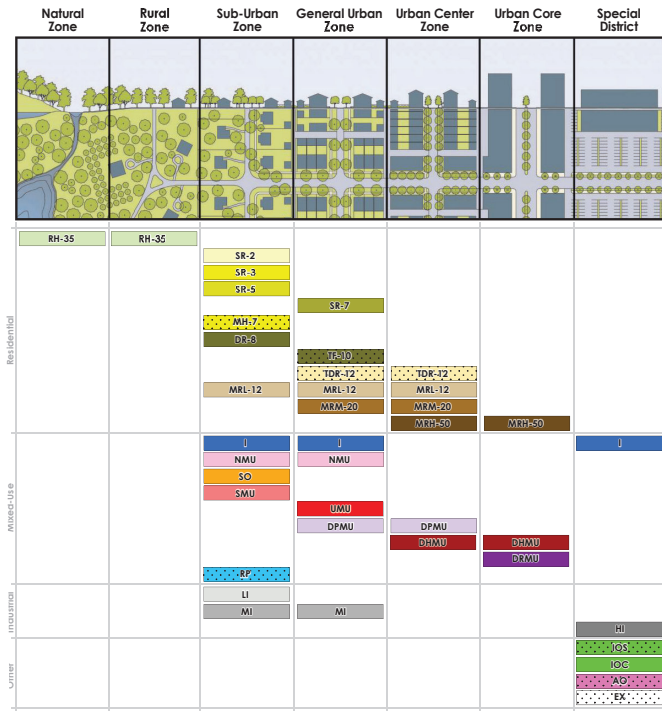 Natural Zone
Rural Zone
Sub-Urban Zone
General Urban Zone
Urban Center Zone
Urban Core Zone
Special District
Residential
RH-35 RH-35
SR-2
SR-3
SR-5
SR-7
MH-7
DR-8
TF-10
TDR-12 TDR-12
MRL-12 MRL-12 MRL-12
MRM-20 MRM-20
MRH-50 MRH-50
Mixed-Use
I I I
NMU NMU
SO
SMU
UMU
DPMU DPMU
DHMU DHMU
DRMU
RP
Industrial
LI
MI MI
HI
Other
IOS
IOC
AO
EX